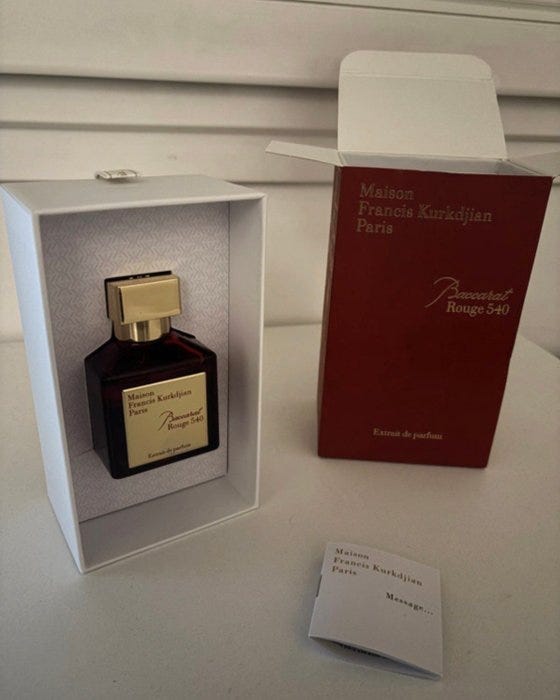 Maison
Francis Kurkdjian
Paris
Baccarat
Rouge 540
Extrait de parfum
Maison
Francis Kurkdjian
Paris
Baccarat
Rouge 540
Extrait de parfum
Maison
Francis Kurkdjian
Paris
Message...